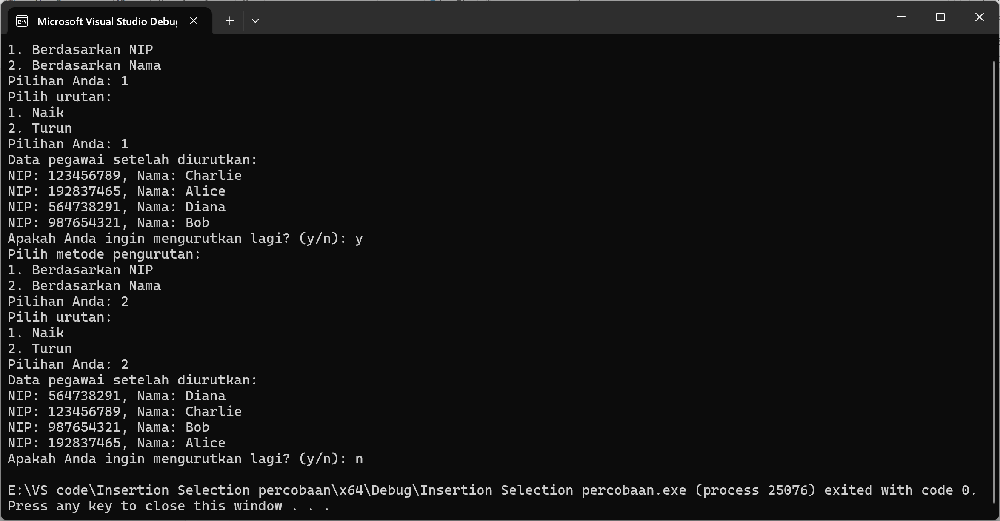 Microsoft Visual Studio Debug
1. Berdasarkan NIP
2. Berdasarkan Nama
Pilihan Anda: 1
Pilih urutan:
1. Naik
2. Turun
Pilihan Anda: 1
Data pegawai setelah diurutkan:
NIP: 123456789, Nama: Charlie
NIP: 192837465, Nama: Alice
NIP: 564738291, Nama: Diana
NIP: 987654321, Nama: Bob
Apakah Anda ingin mengurutkan lagi? (y/n): y
Pilih metode pengurutan:
1. Berdasarkan NIP
2. Berdasarkan Nama
Pilihan Anda: 2
Pilih urutan:
1. Naik
2. Turun
Pilihan Anda: 2
Data pegawai setelah diurutkan:
NIP: 564738291, Nama: Diana
NIP: 123456789, Nama: Charlie
NIP: 987654321, Nama: Bob
NIP: 192837465, Nama: Alice
Apakah Anda ingin mengurutkan lagi? (y/n): n
E:\VS code\Insertion Selection percobaan\x64\Debug\Insertion Selection percobaan.exe (process 25076) exited with code 0.
Press any key to close this window . . .